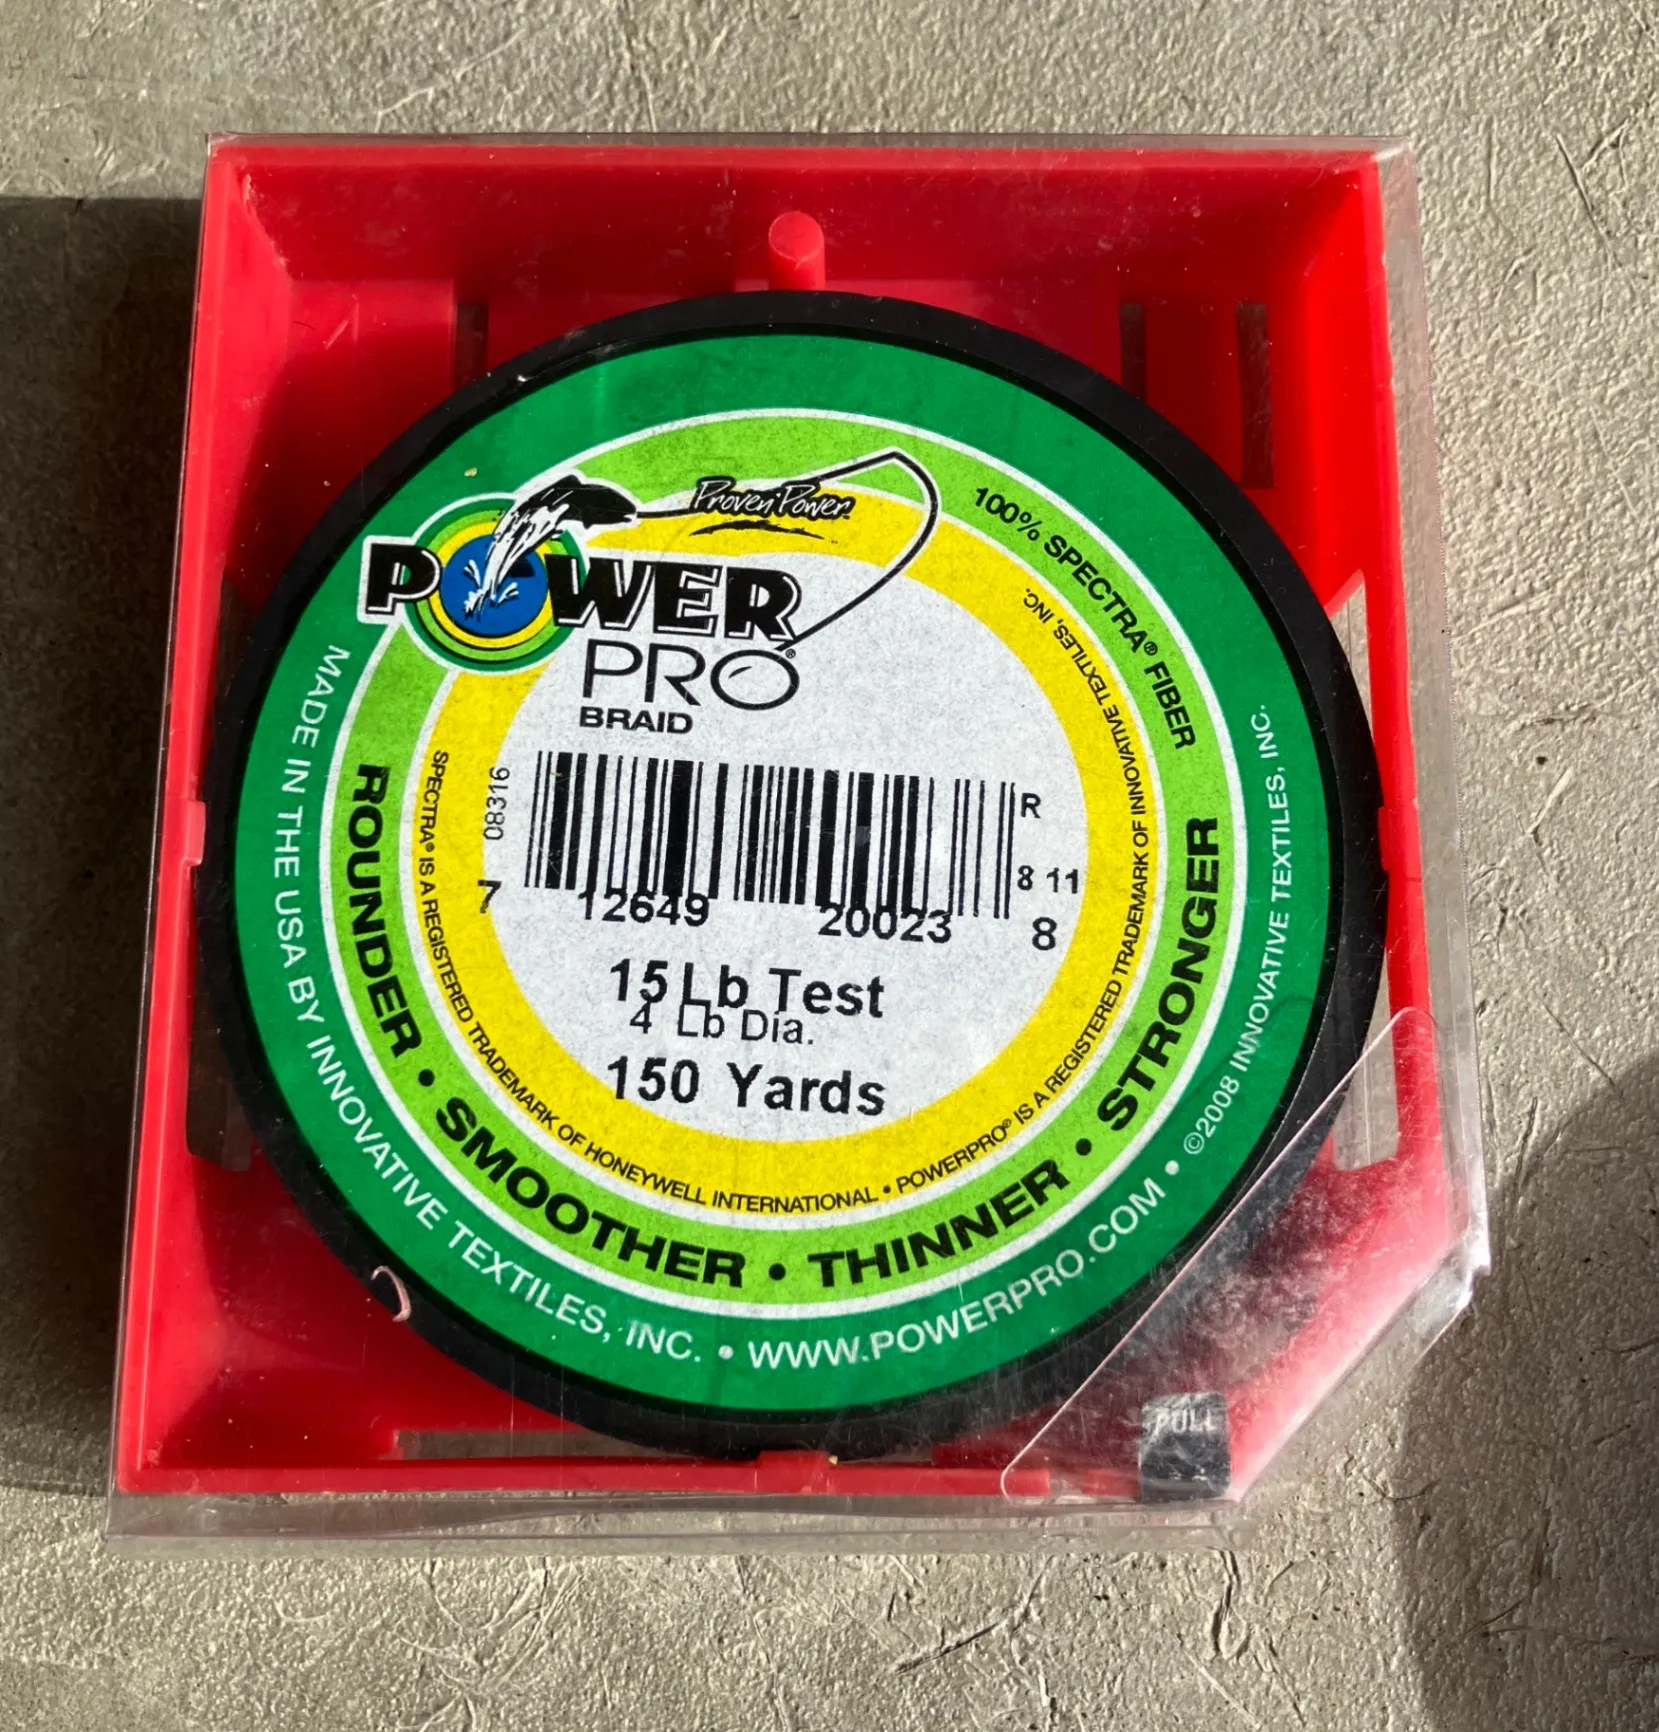 Proven Power
POWER
PRO®
BRAID
100% SPECTRA® FIBER
08316
R
8 11
7 12649 20023 8
15 Lb Test
4 Lb Dia.
150 Yards
SPECTRA® IS A REGISTERED TRADEMARK OF HONEYWELL INTERNATIONAL • POWERPRO® IS A REGISTERED TRADEMARK OF INNOVATIVE TEXTILES, INC.
ROUNDER • SMOOTHER • THINNER • STRONGER
MADE IN THE USA BY INNOVATIVE TEXTILES, INC. • WWW.POWERPRO.COM • ©2008 INNOVATIVE TEXTILES, INC.
PULL